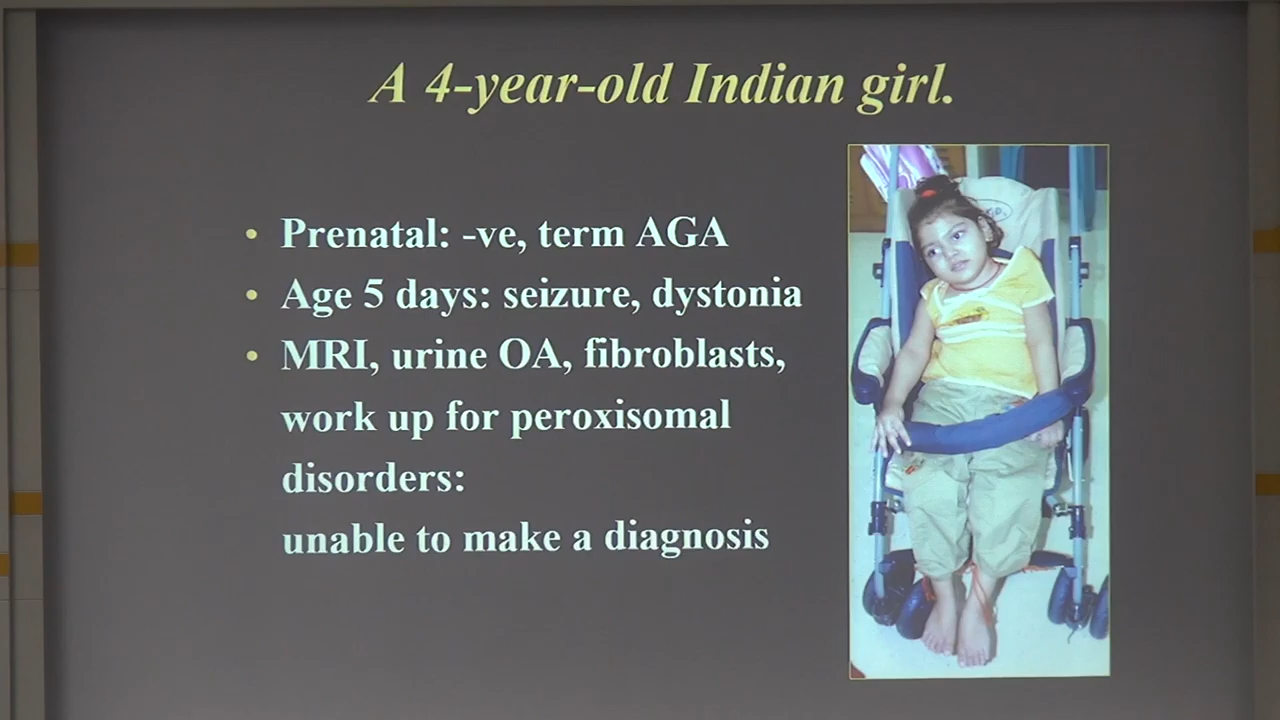 A 4-year-old Indian girl.
• Prenatal: -ve, term AGA
• Age 5 days: seizure, dystonia
• MRI, urine OA, fibroblasts,
work up for peroxisomal
disorders:
unable to make a diagnosis